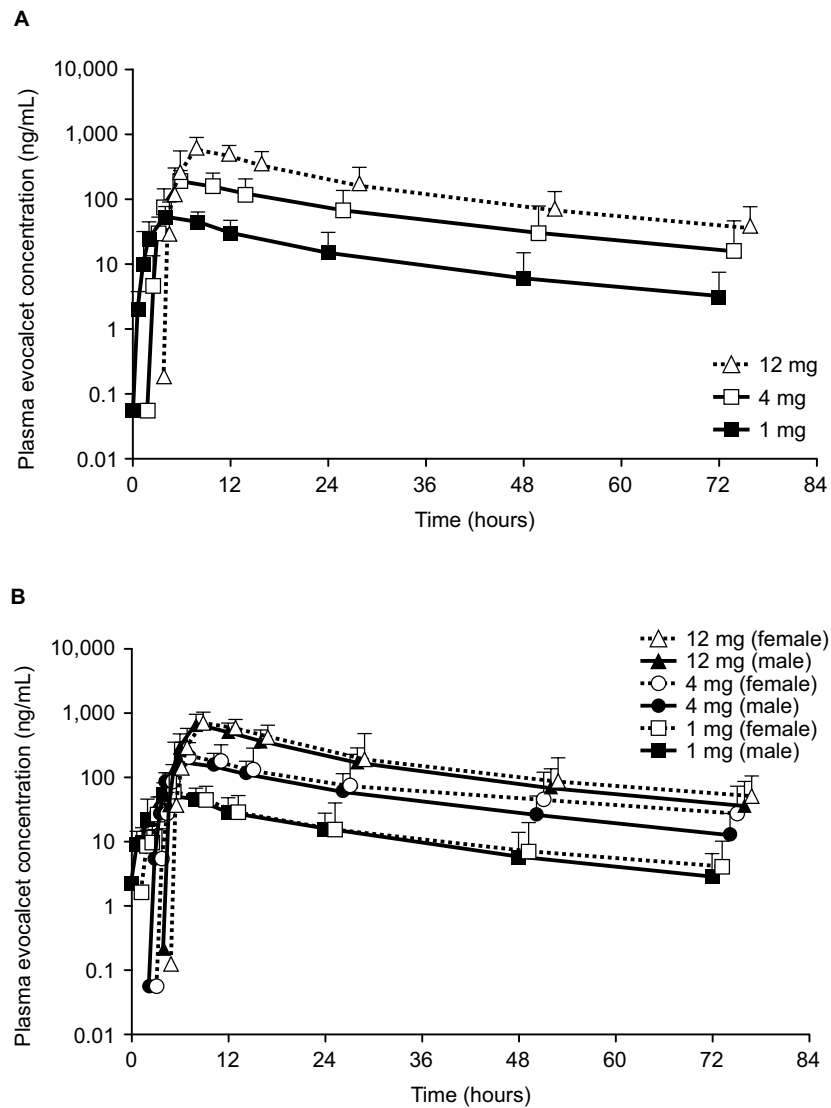 A
Plasma evocalcet concentration (ng/mL)
10,000
1,000
100
10
1
0.1
0.01
12 mg
4 mg
1 mg
0 12 24 36 48 60 72 84
Time (hours)
B
Plasma evocalcet concentration (ng/mL)
10,000
1,000
100
10
1
0.1
0.01
12 mg (female)
12 mg (male)
4 mg (female)
4 mg (male)
1 mg (female)
1 mg (male)
0 12 24 36 48 60 72 84
Time (hours)